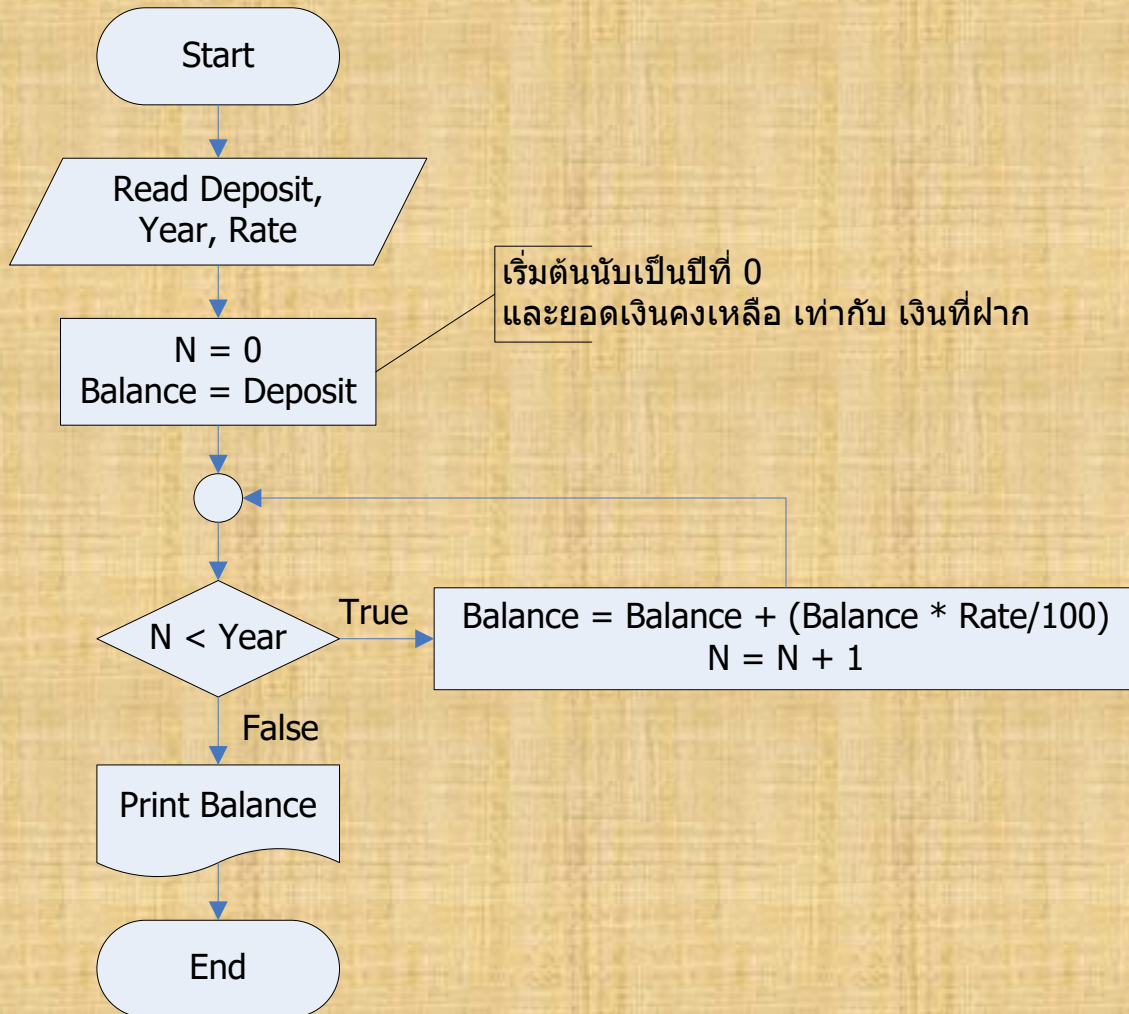 Start
Read Deposit,
Year, Rate
เริ่มต้นนับเป็นปีที่ 0
และยอดเงินคงเหลือ เท่ากับ เงินที่ฝาก
N = 0
Balance = Deposit
N < Year
True
Balance = Balance + (Balance * Rate/100)
N = N + 1
False
Print Balance
End